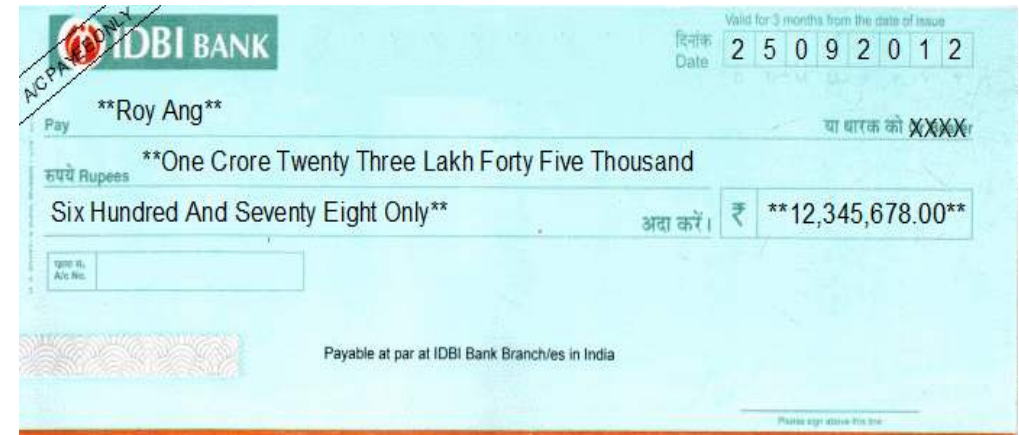 A/C PAYEE ONLY
IDBI BANK
Valid for 3 months from the date of issue
दिनांक
Date
2 5 0 9 2 0 1 2
Pay **Roy Ang**
या धारक को XXXX
रुपये Rupees **One Crore Twenty Three Lakh Forty Five Thousand
Six Hundred And Seventy Eight Only**
अदा करें। ₹ **12,345,678.00**
A/c No.
Payable at par at IDBI Bank Branch/es in India
Please sign above this line